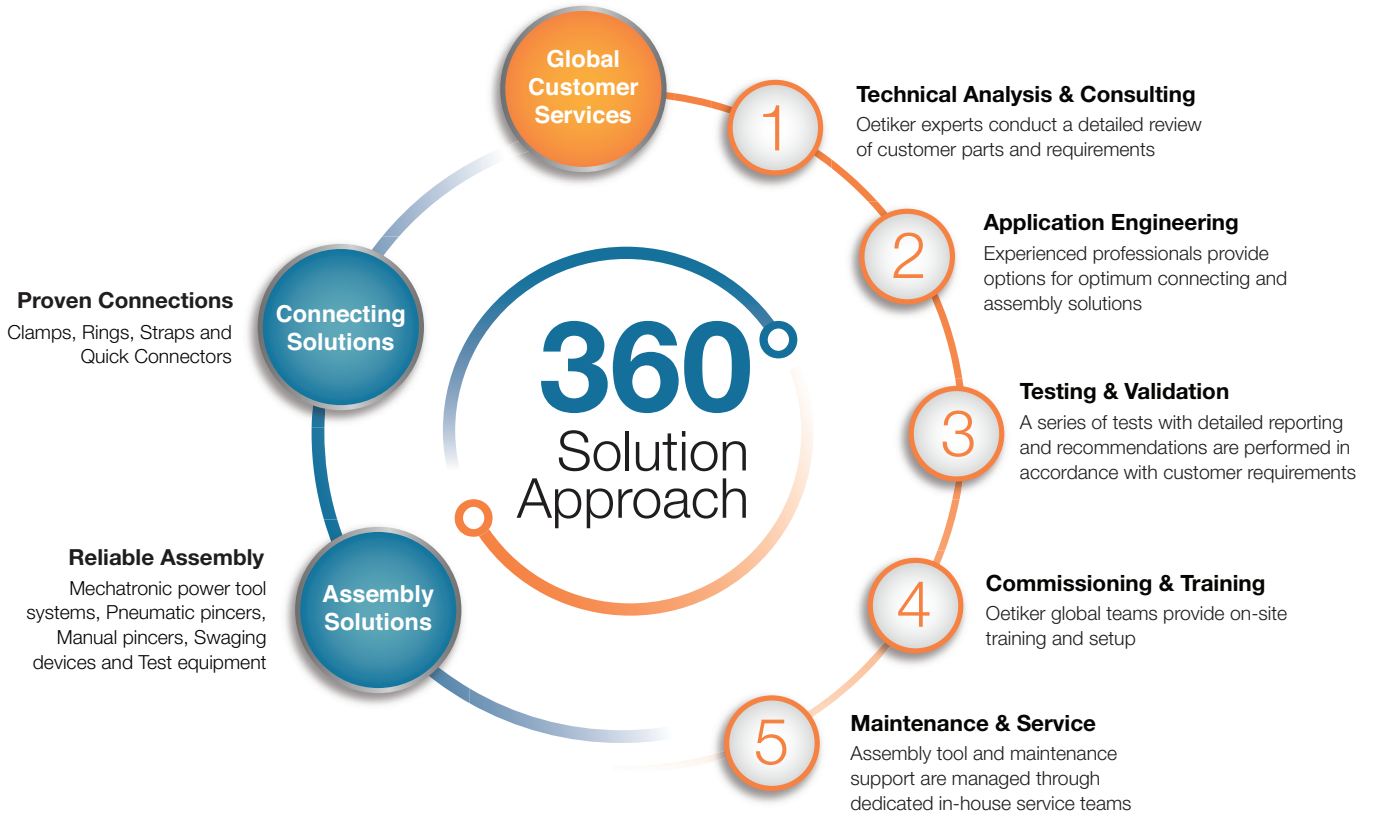 Global
Customer
Services
1
Technical Analysis & Consulting
Oetiker experts conduct a detailed review
of customer parts and requirements
2
Application Engineering
Experienced professionals provide
options for optimum connecting and
assembly solutions
3
Testing & Validation
A series of tests with detailed reporting
and recommendations are performed in
accordance with customer requirements
4
Commissioning & Training
Oetiker global teams provide on-site
training and setup
5
Maintenance & Service
Assembly tool and maintenance
support are managed through
dedicated in-house service teams
Connecting
Solutions
Proven Connections
Clamps, Rings, Straps and
Quick Connectors
Assembly
Solutions
Reliable Assembly
Mechatronic power tool
systems, Pneumatic pincers,
Manual pincers, Swaging
devices and Test equipment
360°
Solution
Approach